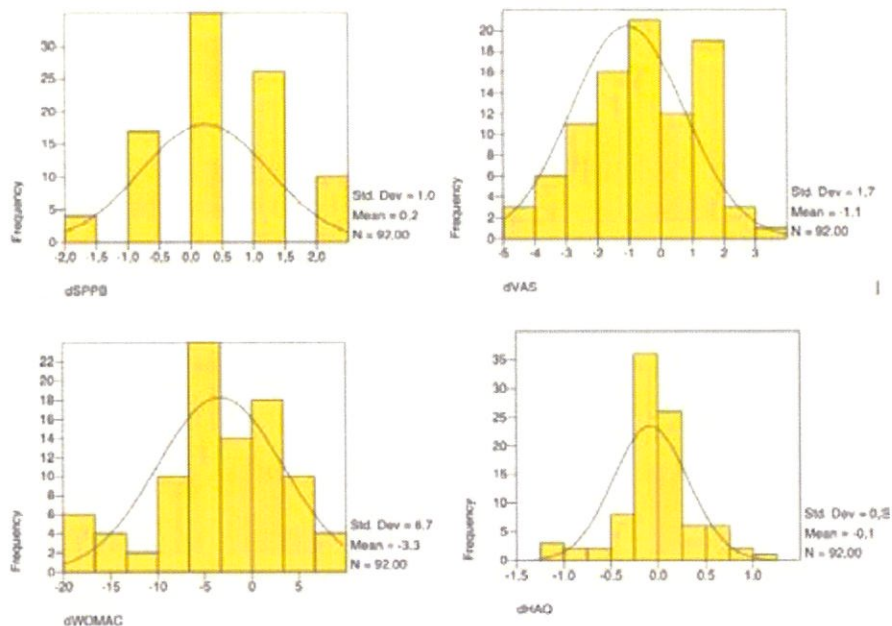 Frequency
30
25
20
15
10
5
0
-2,0 -1,5 -1,0 -0,5 0,0 0,5 1,0 1,5 2,0
dSPPB
Std. Dev = 1,0
Mean = 0,2
N = 92,00
Frequency
20
18
16
14
12
10
8
6
4
2
0
-5 -4 -3 -2 -1 0 1 2 3
dVAS
Std. Dev = 1,7
Mean = -1,1
N = 92,00
Frequency
22
20
18
16
14
12
10
8
6
4
2
0
-20 -15 -10 -5 0 5
dWOMAC
Std. Dev = 6,7
Mean = -3,3
N = 92,00
Frequency
35
30
25
20
15
10
5
0
-1,5 -1,0 -0,5 0,0 0,5 1,0
dHAQ
Std. Dev =
Mean = -0,1
N = 92,00